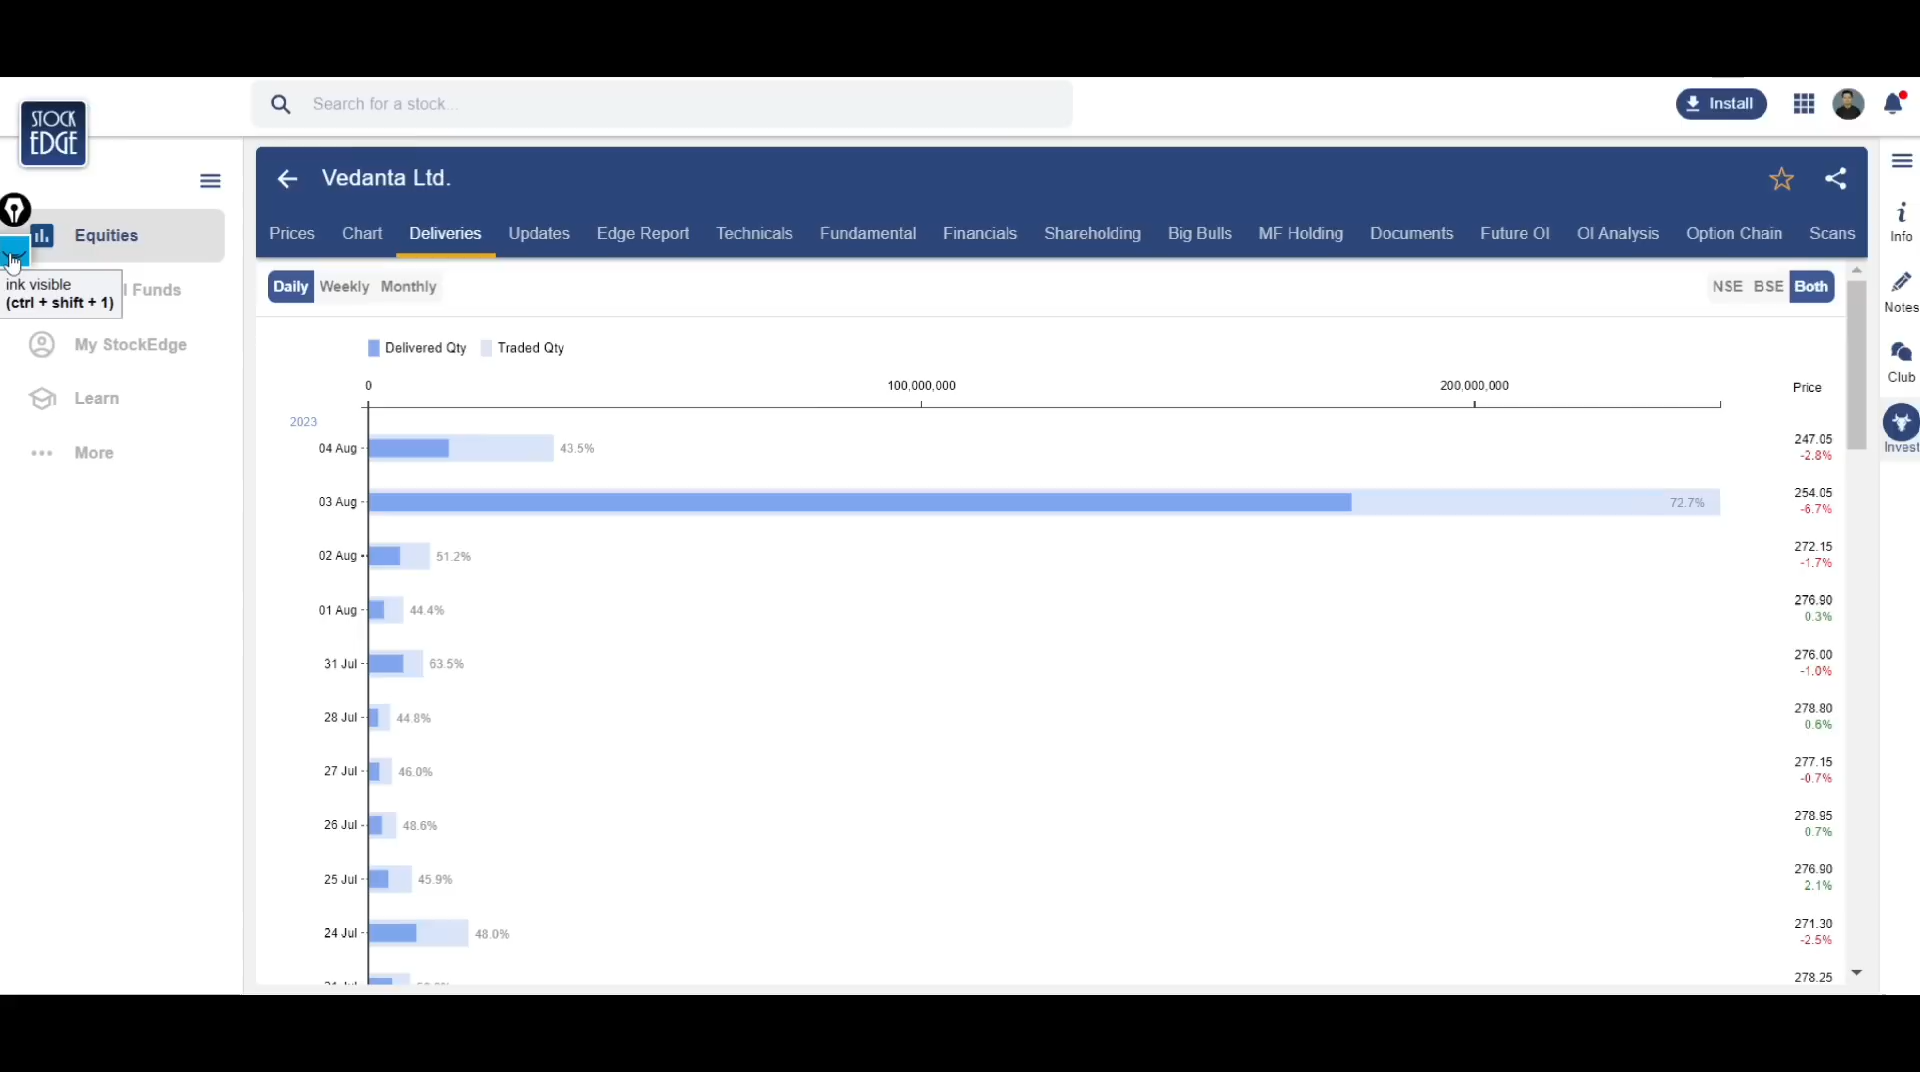 STOCK
EDGE
Search for a stock...
Install
Vedanta Ltd.
Prices Chart Deliveries Updates Edge Report Technicals Fundamental Financials Shareholding Big Bulls MF Holding Documents Future OI OI Analysis Option Chain Scans
Equities
ink visible
(ctrl + shift + 1)
l Funds
My StockEdge
Learn
More
Info
Notes
Club
Invest
Daily Weekly Monthly
NSE BSE Both
Delivered Qty Traded Qty
0 100,000,000 200,000,000 Price
2023
04 Aug 43.5% 247.05
-2.8%
03 Aug 72.7% 254.05
-6.7%
02 Aug 51.2% 272.15
-1.7%
01 Aug 44.4% 276.90
0.3%
31 Jul 63.5% 276.00
-1.0%
28 Jul 44.8% 278.80
0.6%
27 Jul 46.0% 277.15
-0.7%
26 Jul 48.6% 278.95
0.7%
25 Jul 45.9% 276.90
2.1%
24 Jul 48.0% 271.30
-2.5%
278.25